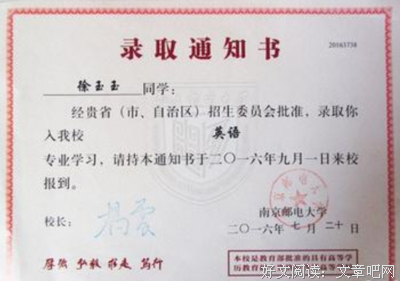 录取通知书
20163738
徐玉玉 同学：
经贵省（市、自治区）招生委员会批准，录取你
入我校 英语
专业学习，请持本通知书于二〇一六年九月一日来校
报到。
校长：
南京邮电大学
二〇一六年七月二十日
厚德 弘毅 求是 笃行
本校是教育部批准的具有高等学
历教育
好文阅读：文章吧网